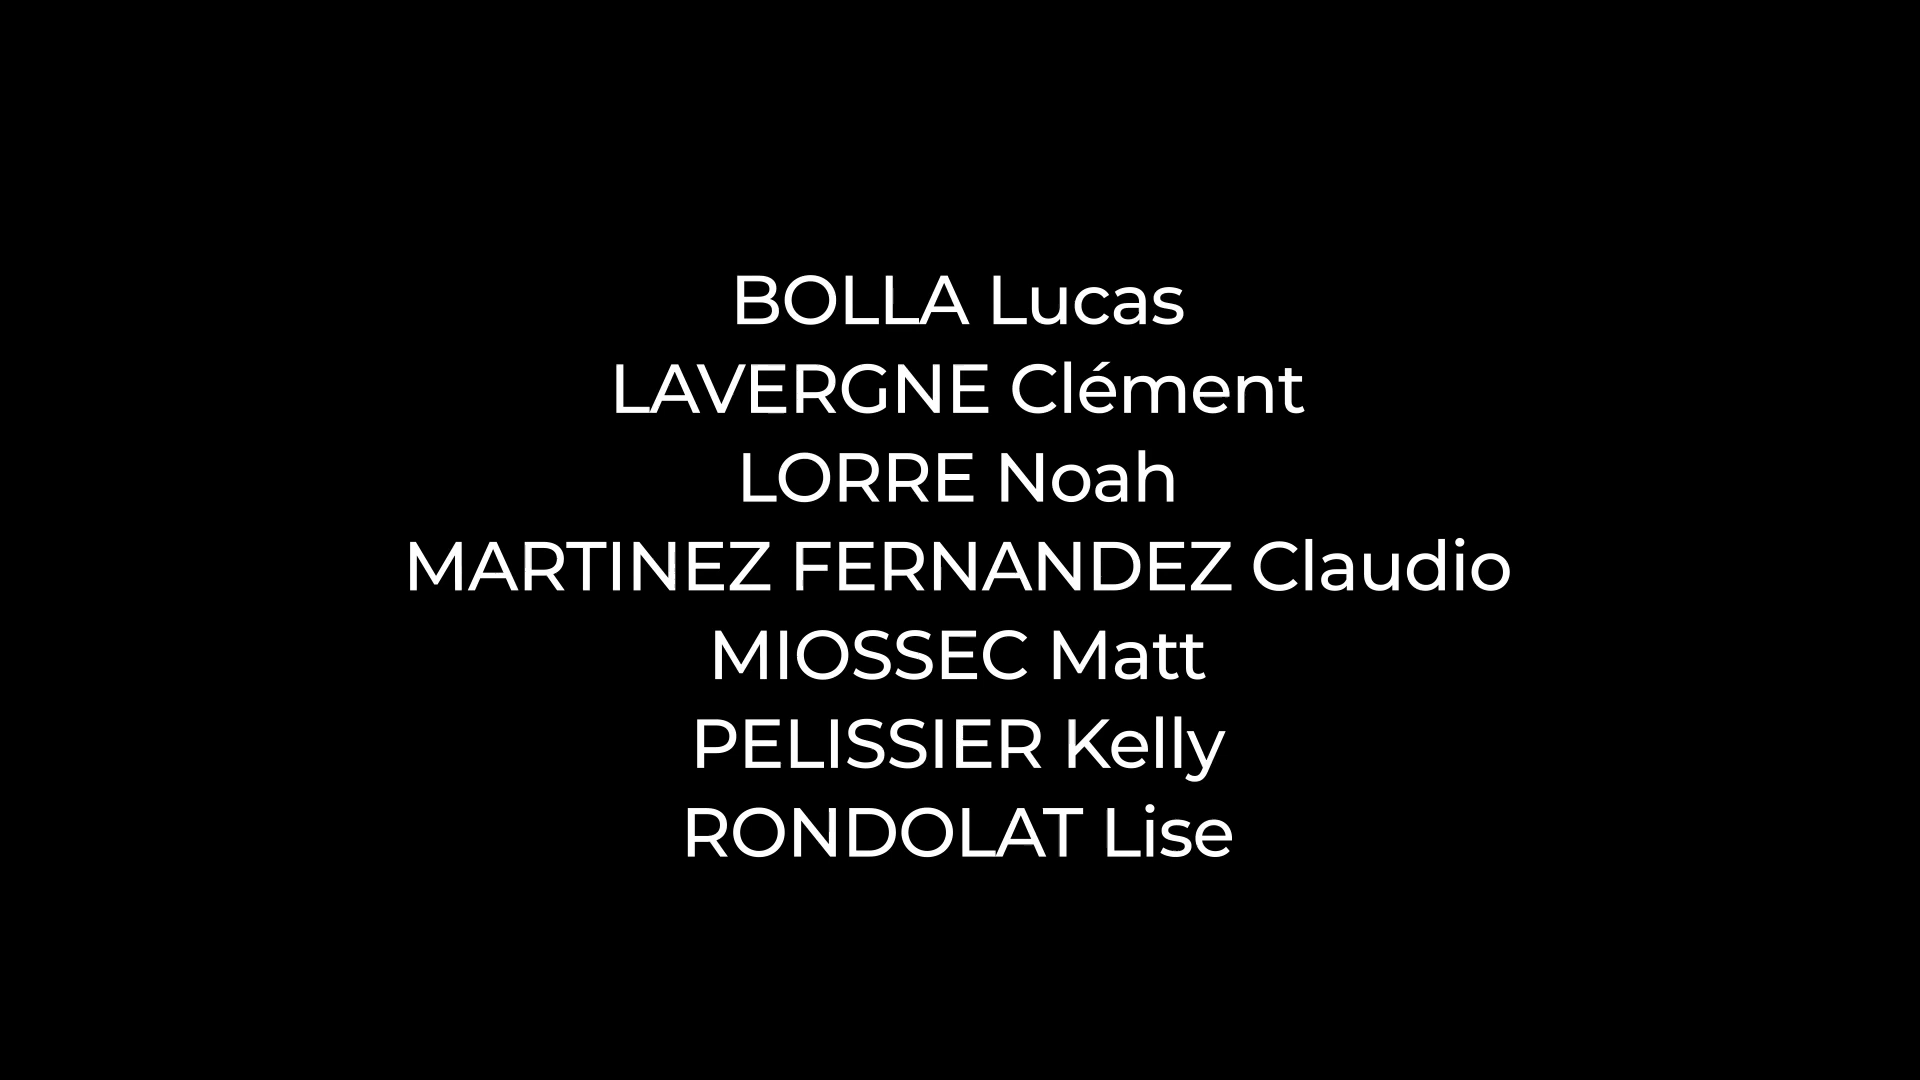 BOLLA Lucas
LAVERGNE Clément
LORRE Noah
MARTINEZ FERNANDEZ Claudio
MIOSSEC Matt
PELISSIER Kelly
RONDOLAT Lise